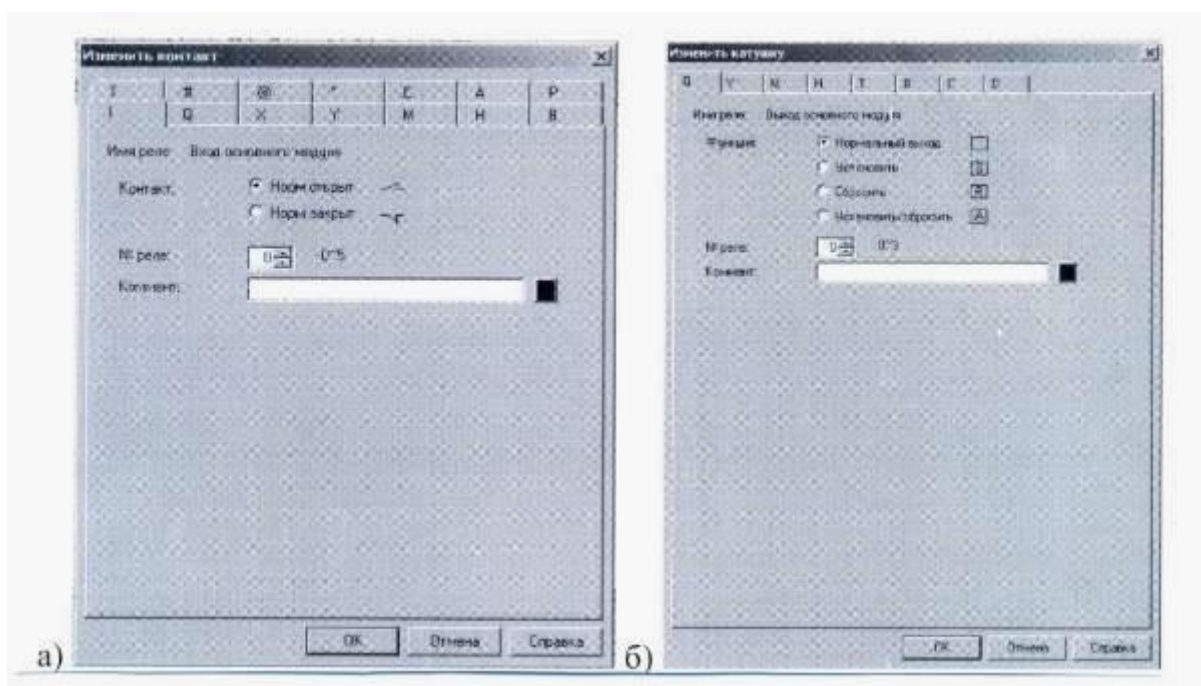 Изменить контакт
T # @ * C A P
I Q X Y M H B
Имя реле: Вход основного модуля
Контакт: Норм открыт
Норм закрыт
№ реле: 0 0~5
Коммент:
OK Отмена Справка
а)
Изменить катушку
Q Y M H T B C D
Имя реле: Выход основного модуля
Функция: Нормальный выход
Установить S
Сбросить R
Установить/сбросить A
№ реле: 0 0~3
Коммент:
OK Отмена Справка
б)